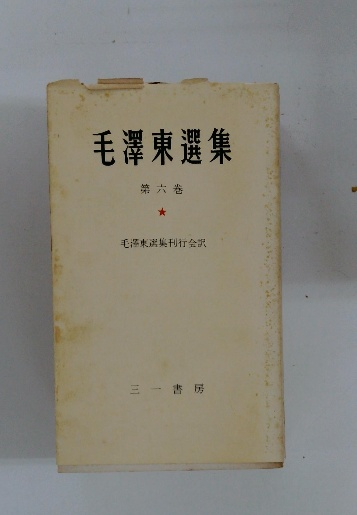 毛澤東選集
第六巻
★
毛澤東選集刊行会訳
三一書房